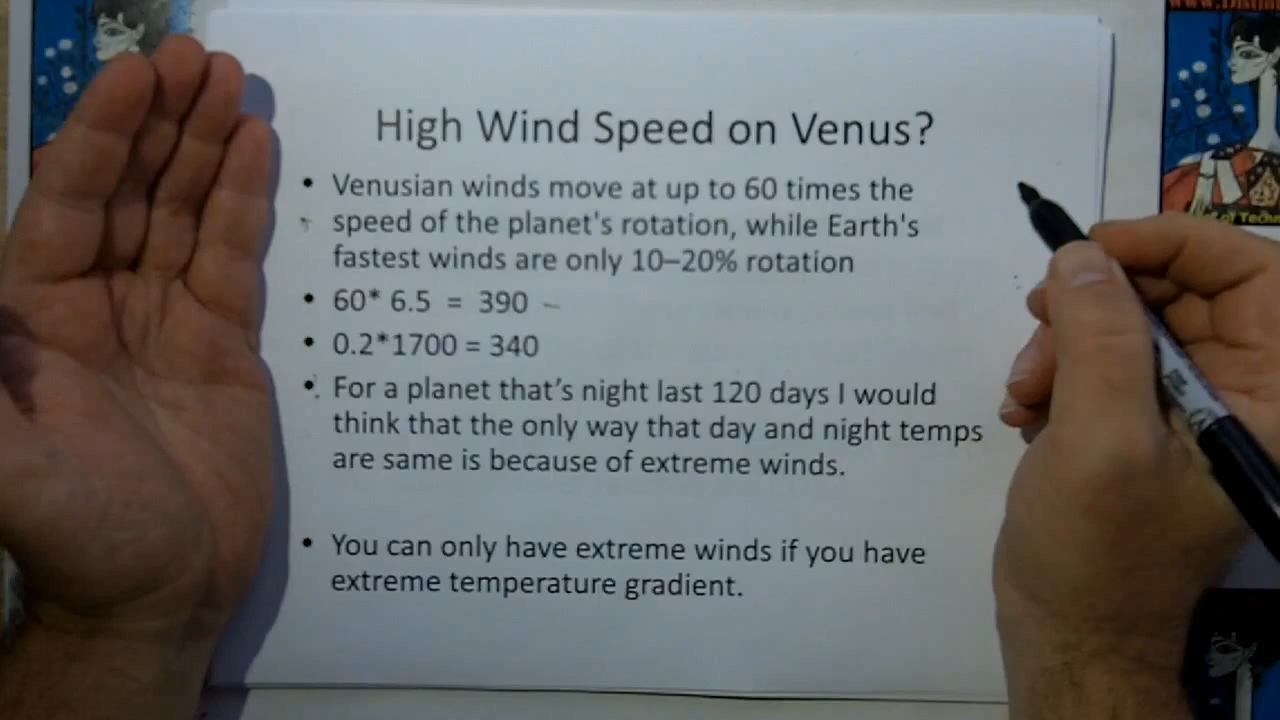 www.Distin
High Wind Speed on Venus?
• Venusian winds move at up to 60 times the
speed of the planet's rotation, while Earth's
fastest winds are only 10–20% rotation
• 60* 6.5 = 390
• 0.2*1700 = 340
• For a planet that's night last 120 days I would
think that the only way that day and night temps
are same is because of extreme winds.
• You can only have extreme winds if you have
extreme temperature gradient.